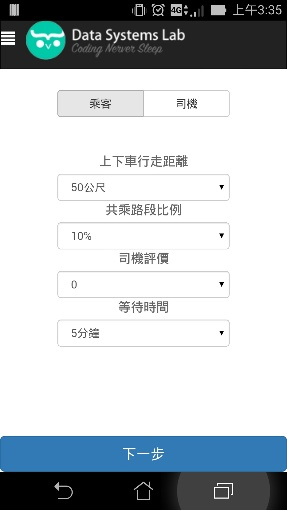 4G 上午3:35
Data Systems Lab
Coding Nerver Sleep.
乘客 司機
上下車行走距離
50公尺
共乘路段比例
10%
司機評價
0
等待時間
5分鐘
下一步